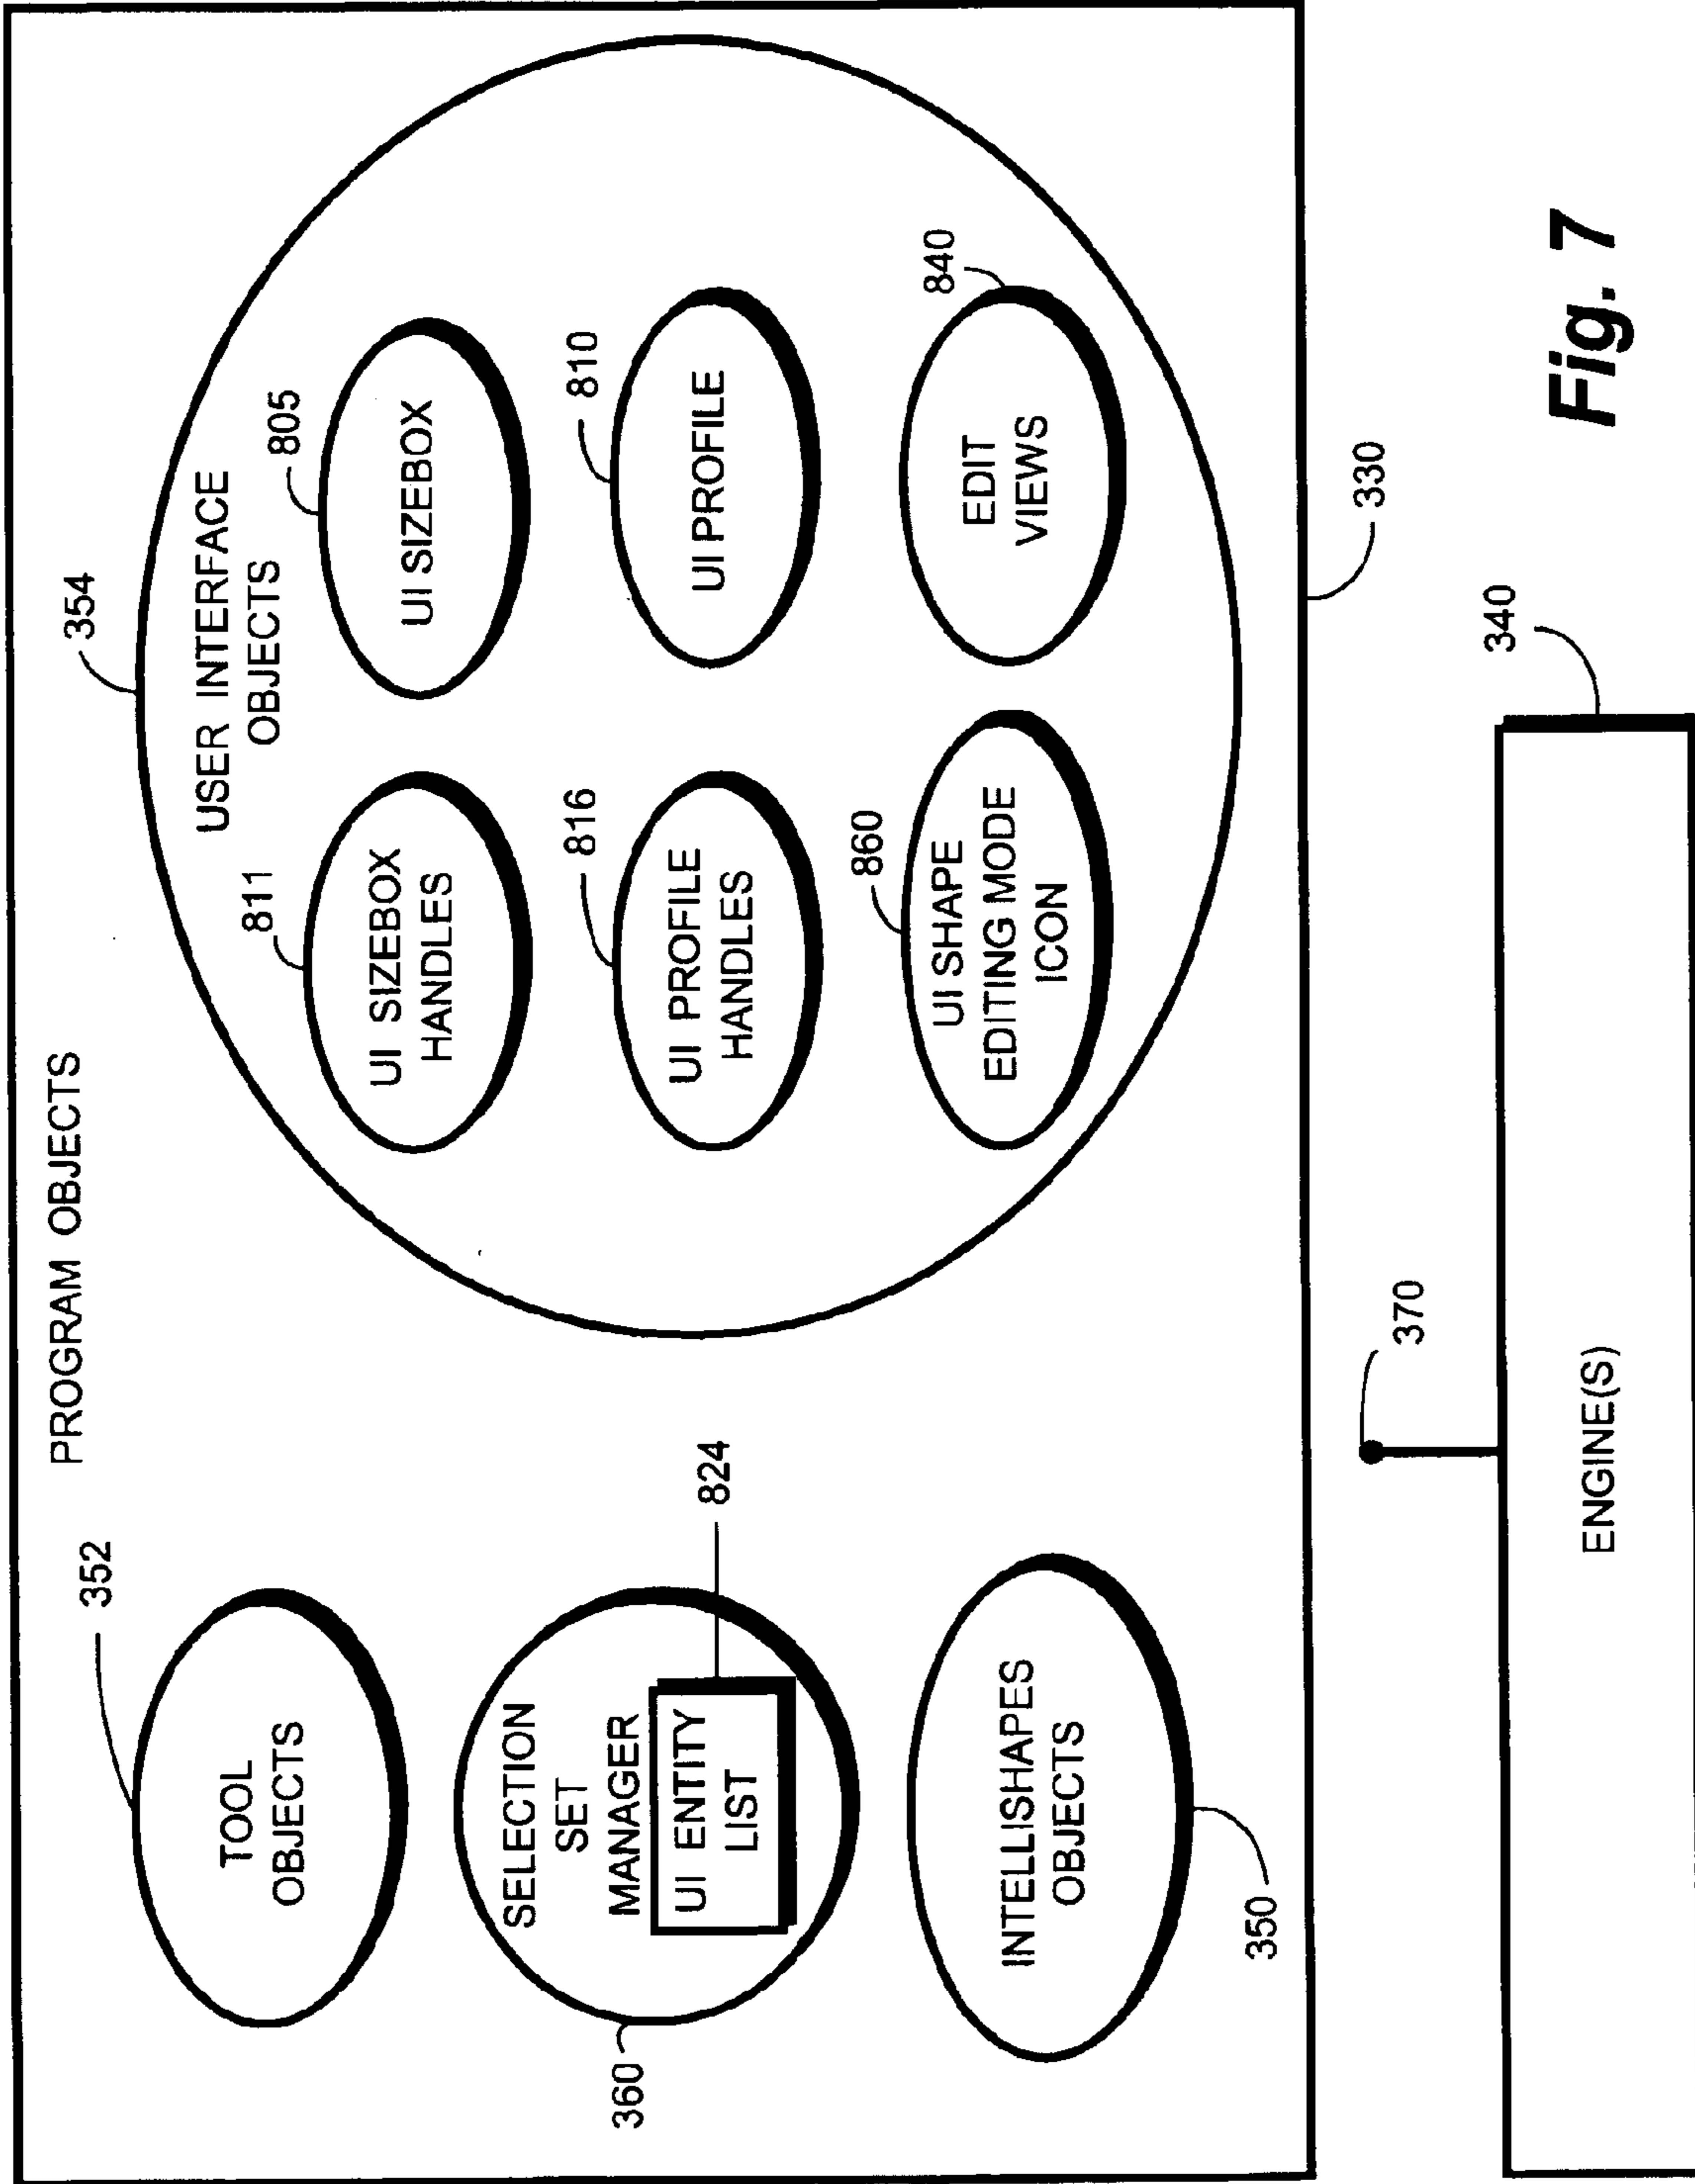 PROGRAM OBJECTS
352
TOOL
OBJECTS
SELECTION
SET
MANAGER
UI ENTITY
LIST
824
360
INTELLISHAPES
OBJECTS
350
354
USER INTERFACE
OBJECTS
811
UI SIZEBOX
HANDLES
805
UI SIZEBOX
816
UI PROFILE
HANDLES
810
UI PROFILE
860
UI SHAPE
EDITING MODE
ICON
840
EDIT
VIEWS
330
370
340
ENGINE(S)
Fig. 7